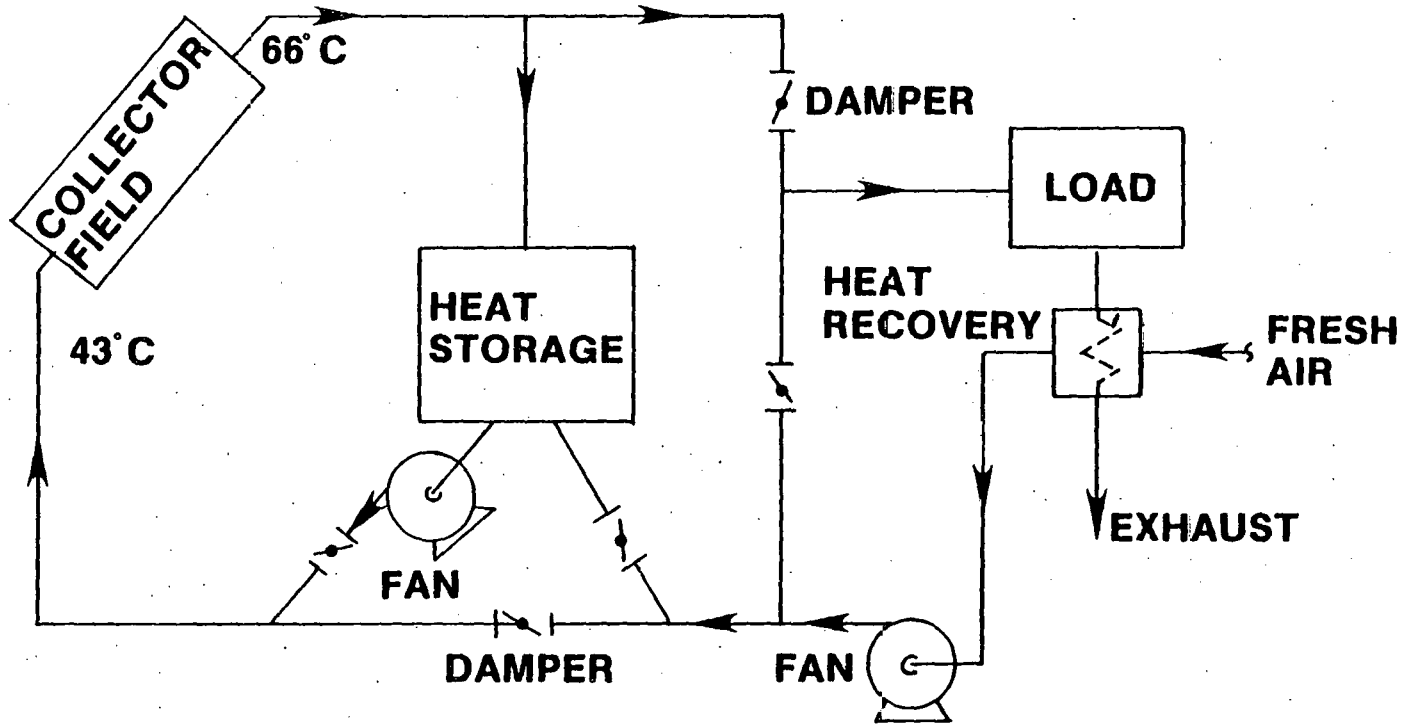 66°C
COLLECTOR
FIELD
DAMPER
LOAD
HEAT
STORAGE
HEAT
RECOVERY
FRESH
AIR
43°C
EXHAUST
FAN
DAMPER
FAN